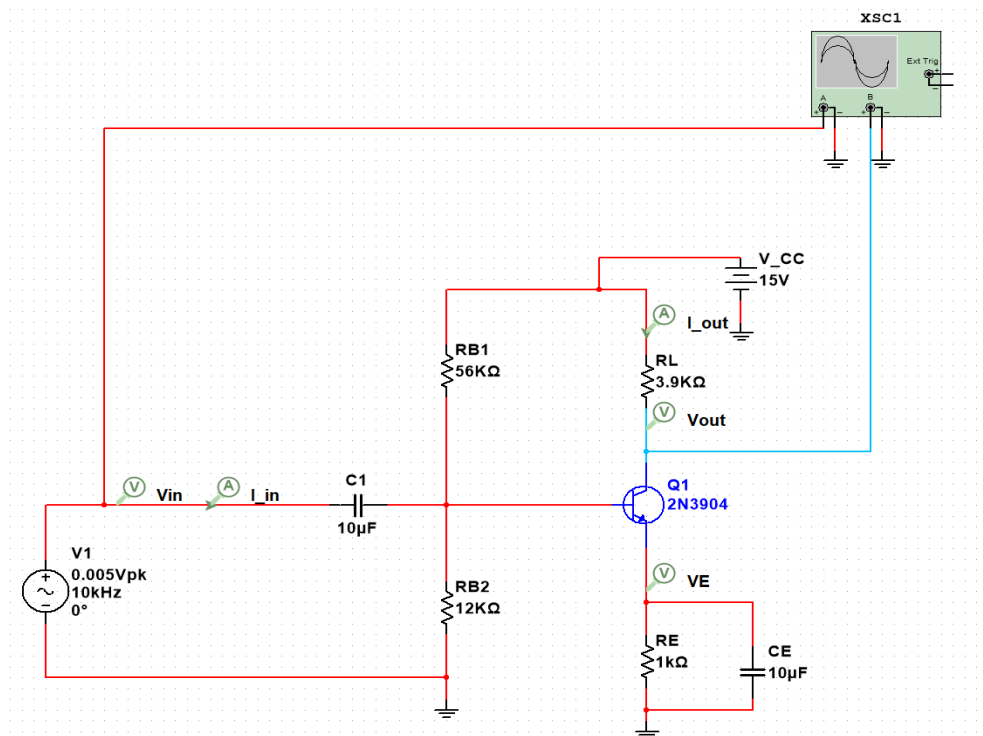 XSC1
Ext Trig
+
−
A
B
+
−
+
−
V_CC
15V
A
I_out
RB1
56KΩ
RL
3.9KΩ
V
Vout
V
Vin
A
I_in
C1
10µF
Q1
2N3904
V1
0.005Vpk
10kHz
0°
+
−
V
VE
RB2
12KΩ
RE
1kΩ
CE
10µF